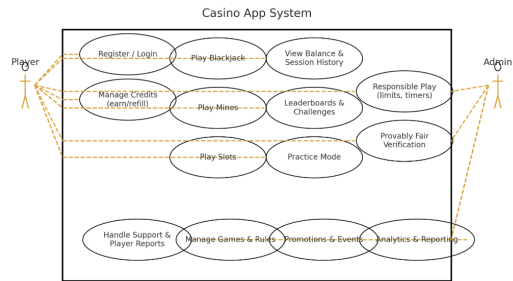 Casino App System
Player
Admin
Register / Login
Play Blackjack
View Balance &
Session History
Manage Credits
(earn/refill)
Play Mines
Leaderboards &
Challenges
Responsible Play
(limits, timers)
Provably Fair
Verification
Play Slots
Practice Mode
Handle Support &
Player Reports
Manage Games & Rules
Promotions & Events
Analytics & Reporting